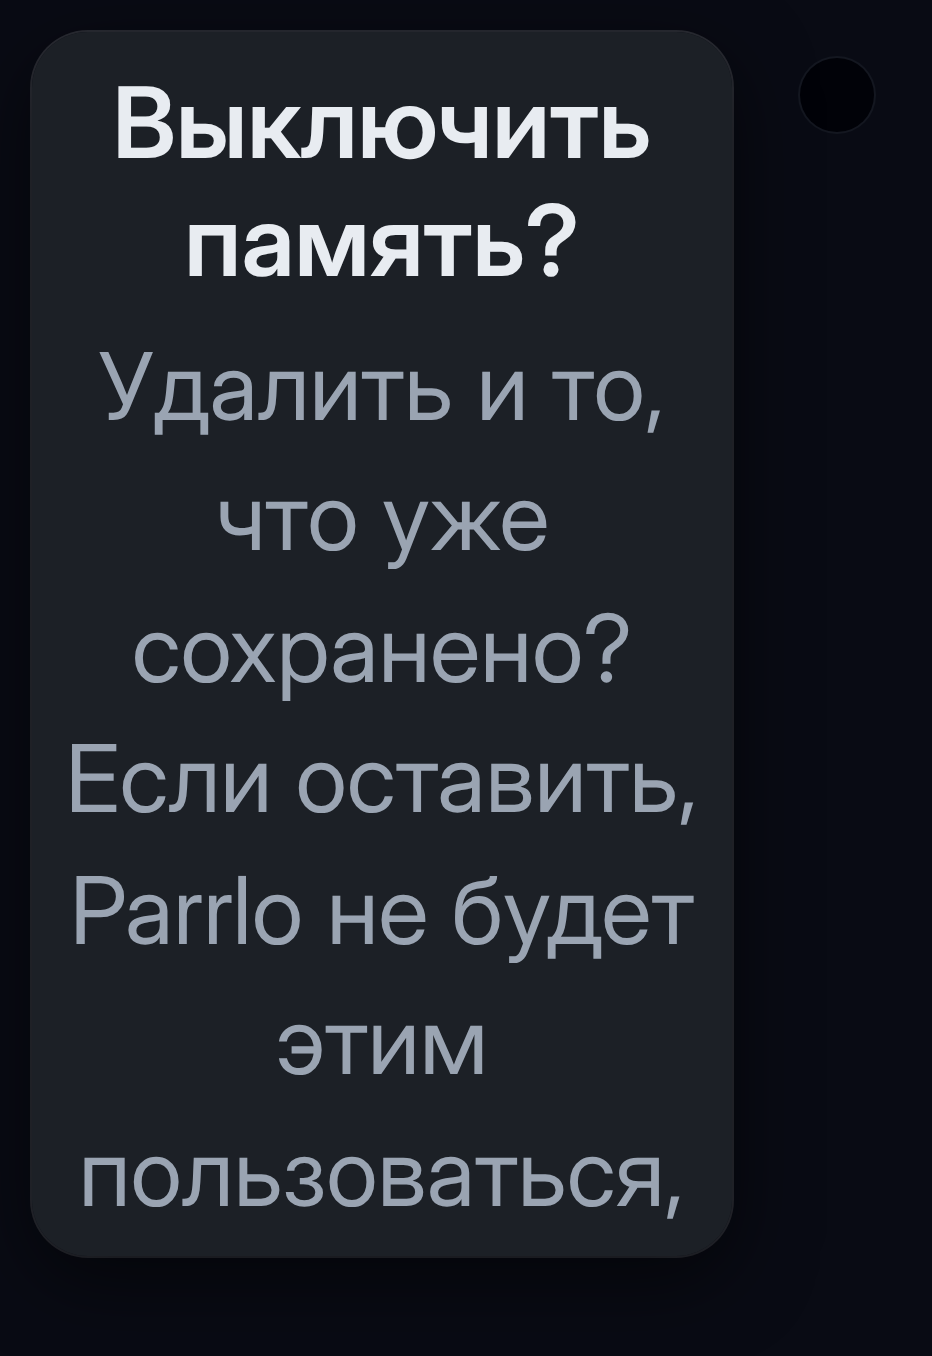 Выключить
память?
Удалить и то,
что уже
сохранено?
Если оставить,
Parrlo не будет
этим
пользоваться,